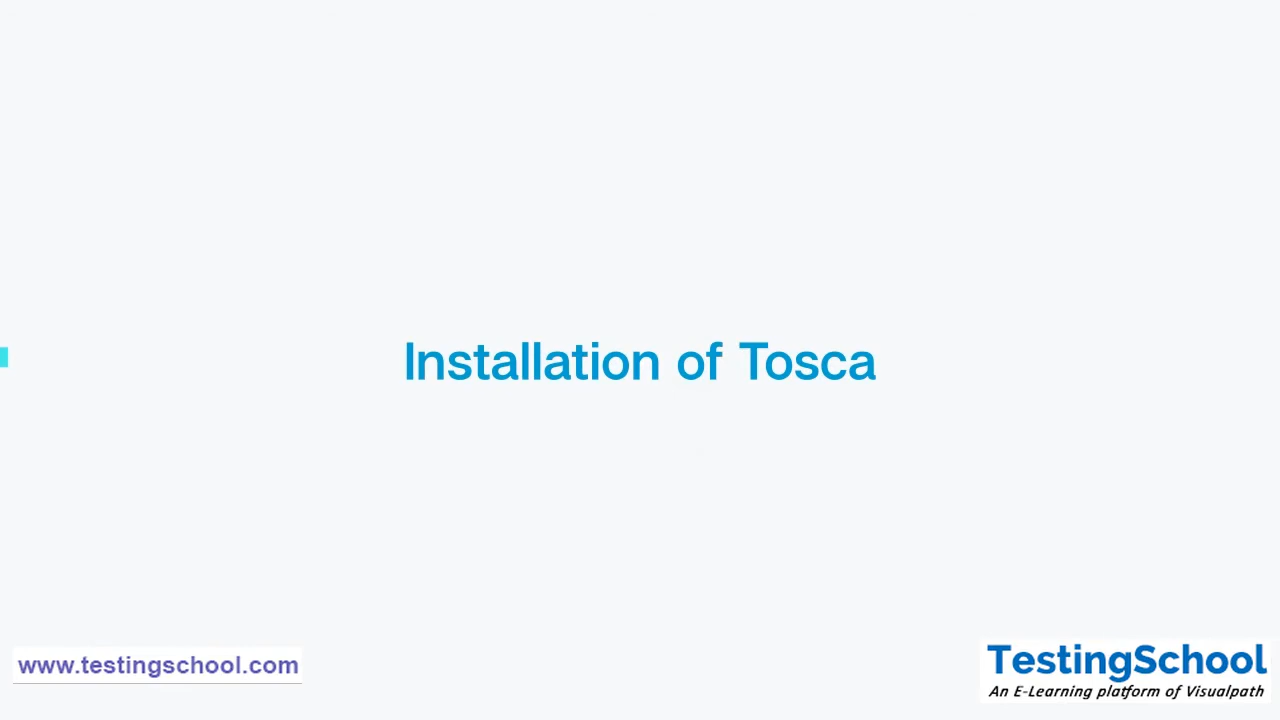 Installation of Tosca
www.testingschool.com
TestingSchool
An E-Learning platform of Visualpath